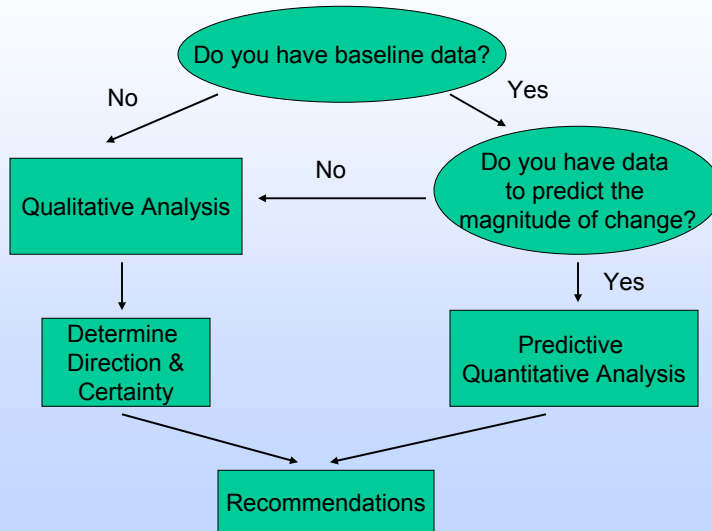 Do you have baseline data?
No
Yes
Do you have data
to predict the
magnitude of change?
No
Qualitative Analysis
Yes
Determine
Direction &
Certainty
Predictive
Quantitative Analysis
Recommendations